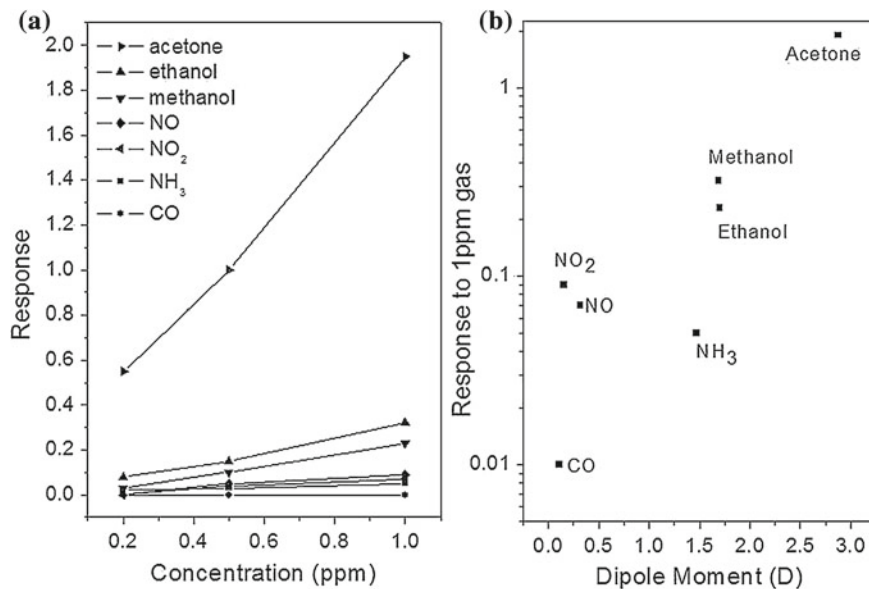 (a)
Response
2.0
1.8
1.6
1.4
1.2
1.0
0.8
0.6
0.4
0.2
0.0
acetone
ethanol
methanol
NO
NO₂
NH₃
CO
0.2 0.4 0.6 0.8 1.0
Concentration (ppm)
(b)
Response to 1ppm gas
1
0.1
0.01
Acetone
Methanol
Ethanol
NO₂
NO
NH₃
CO
0.0 0.5 1.0 1.5 2.0 2.5 3.0
Dipole Moment (D)